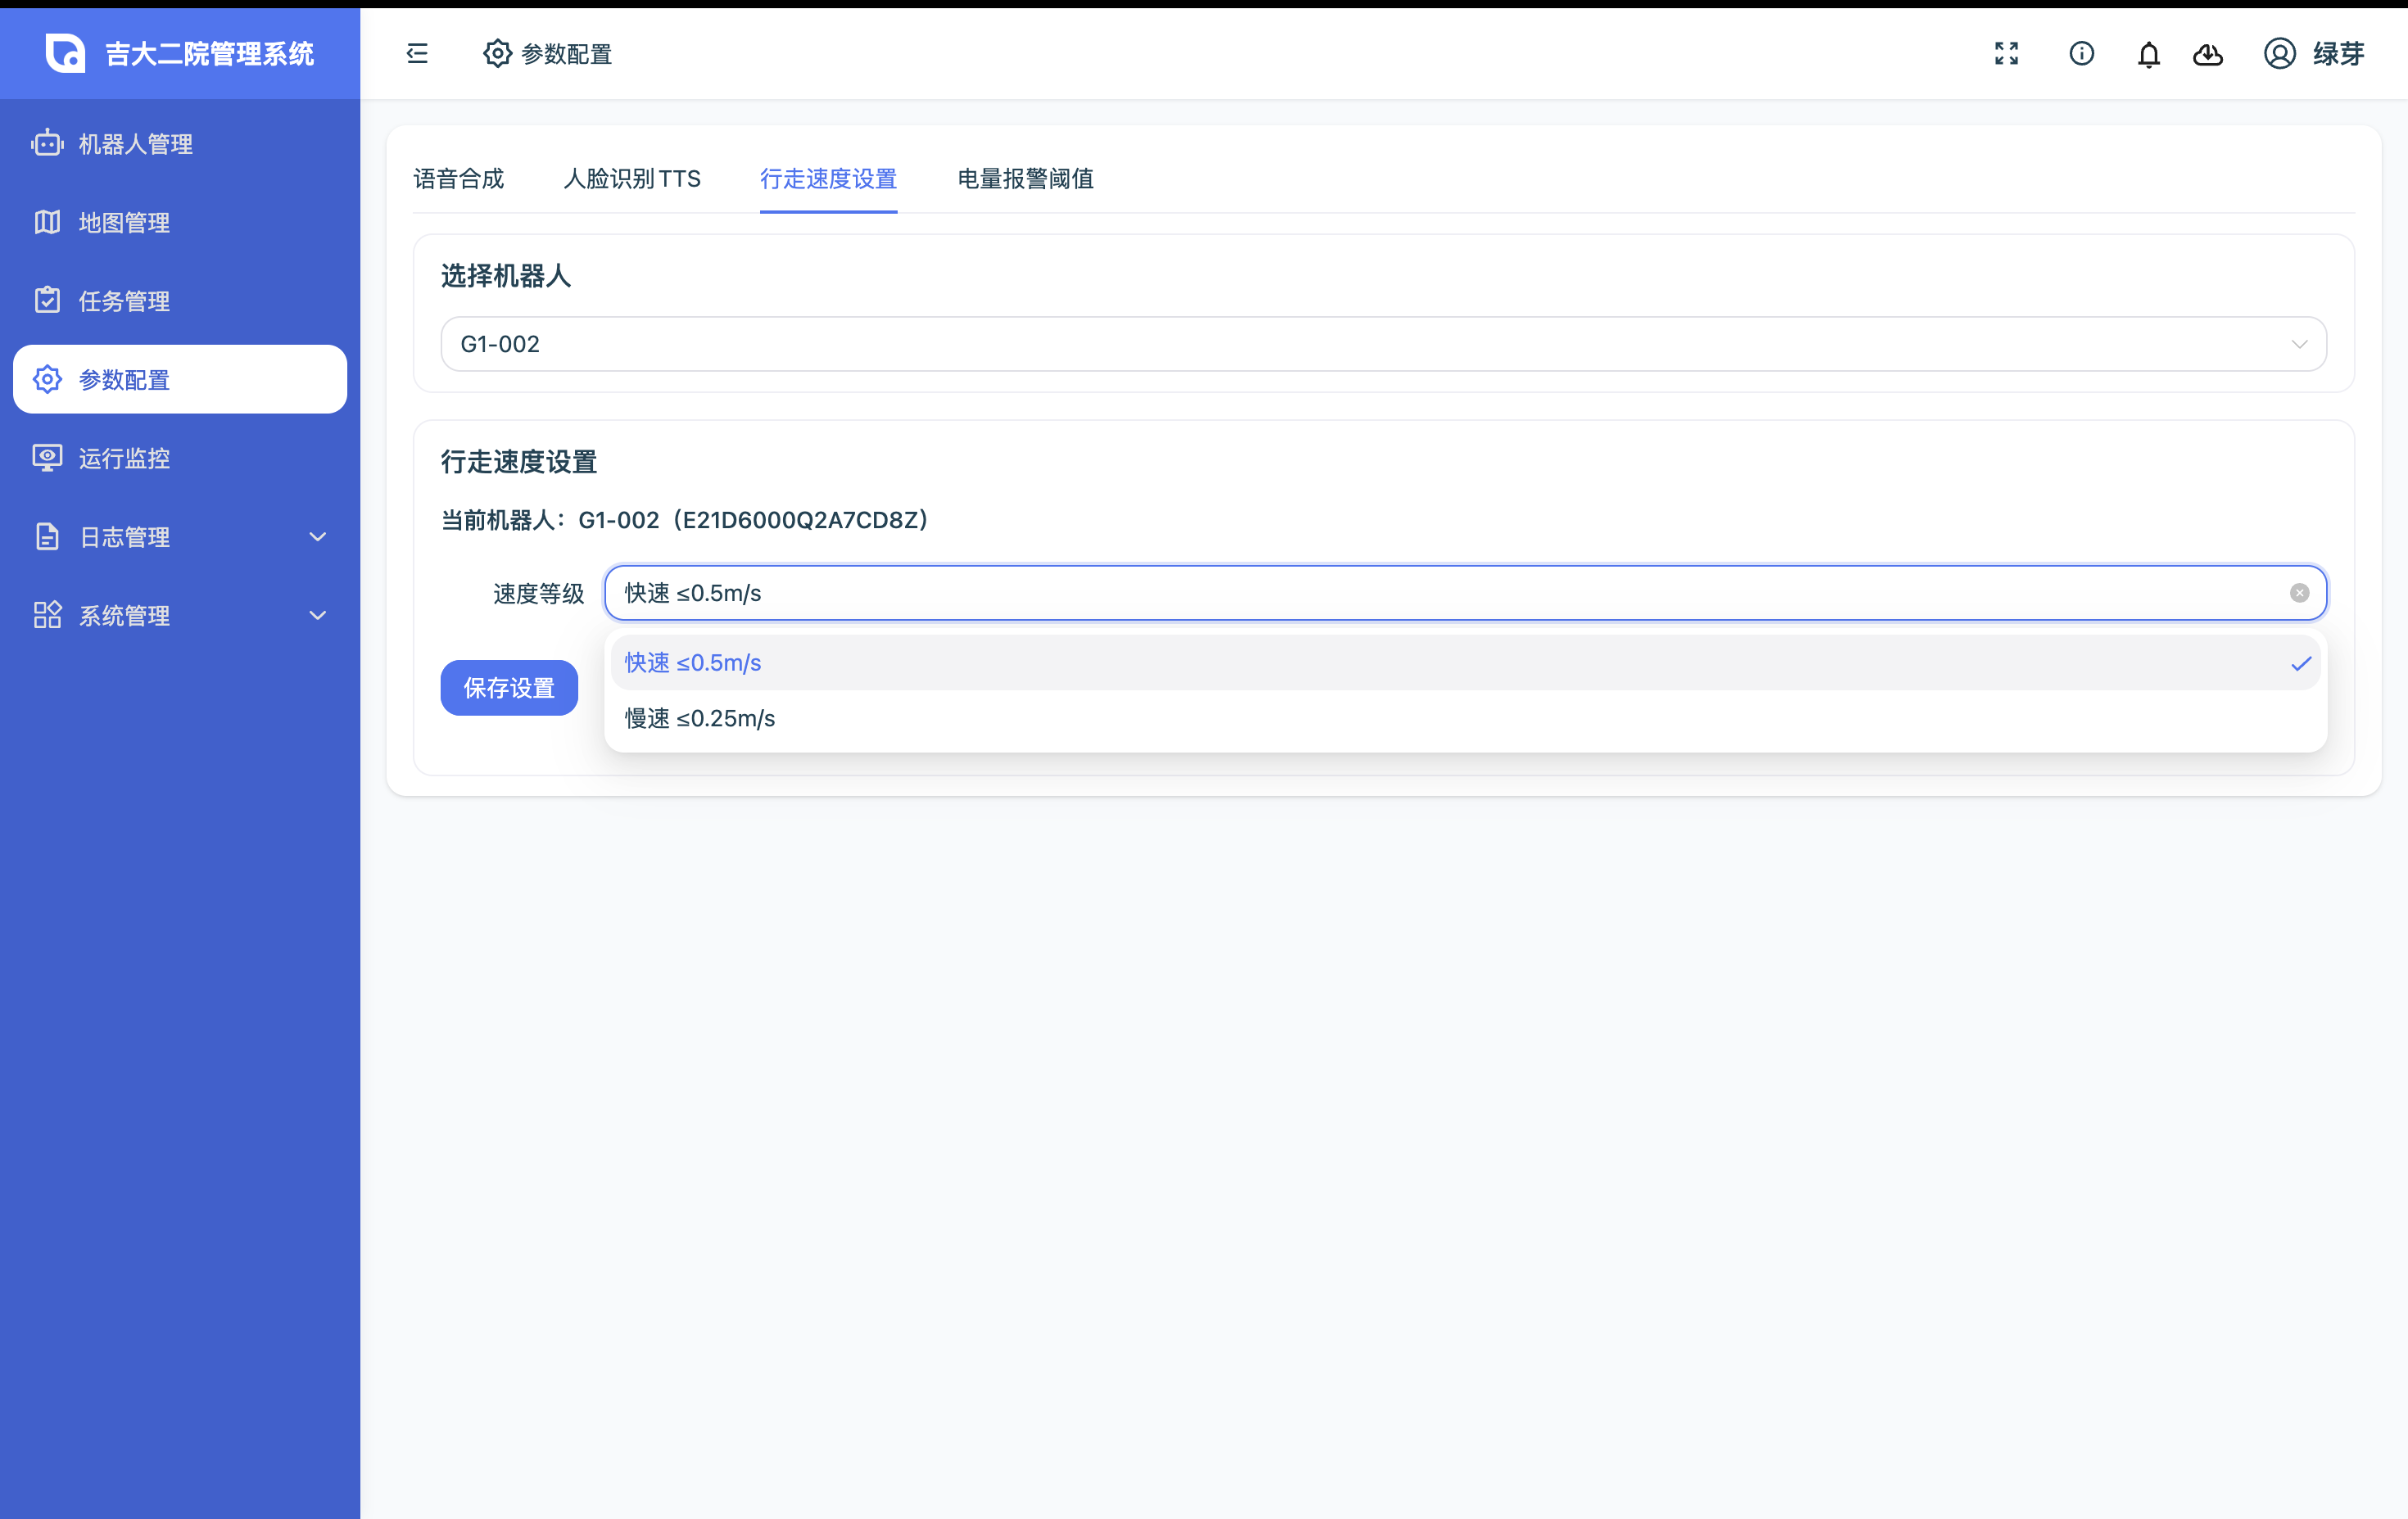 吉大二院管理系统
参数配置
绿芽
机器人管理
地图管理
任务管理
参数配置
运行监控
日志管理
系统管理
语音合成 人脸识别TTS 行走速度设置 电量报警阈值
选择机器人
G1-002
行走速度设置
当前机器人：G1-002（E21D6000Q2A7CD8Z）
速度等级 快速 ≤0.5m/s
快速 ≤0.5m/s
慢速 ≤0.25m/s
保存设置